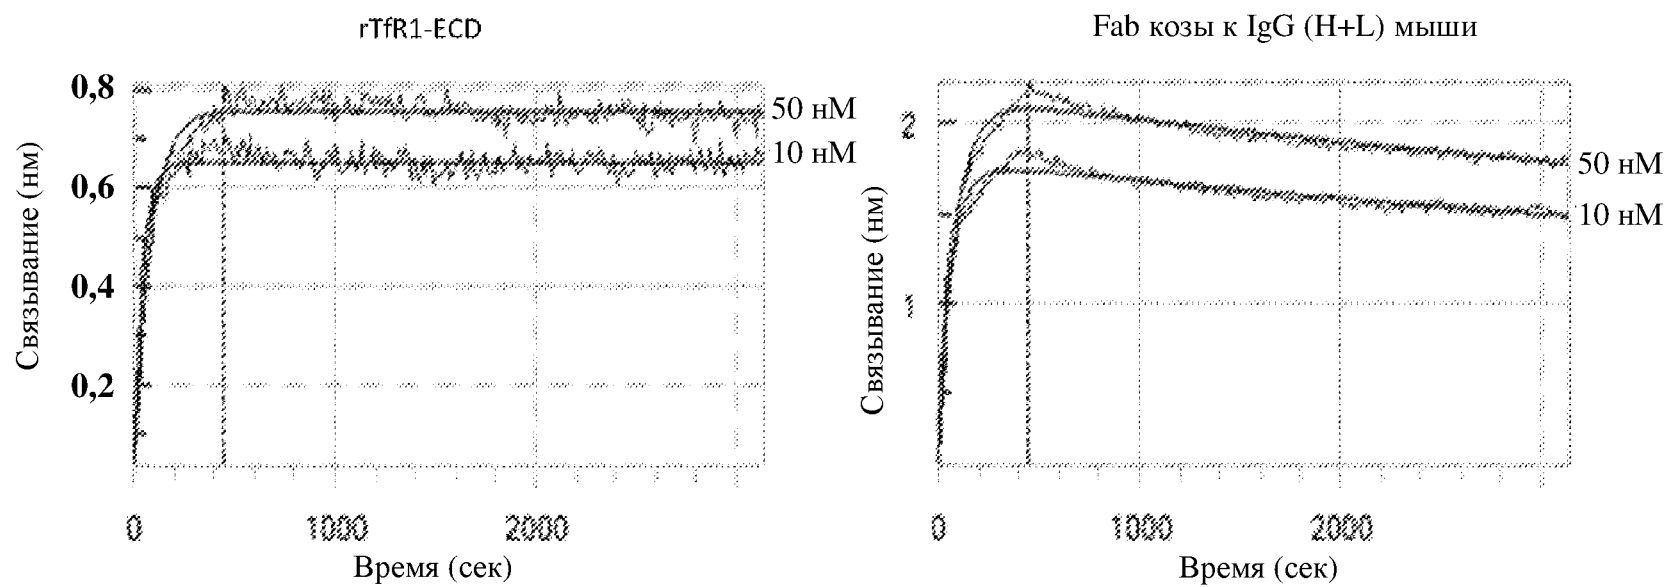 rTfR1-ECD
Связывание (нм)
0,8
0,6
0,4
0,2
50 нМ
10 нМ
0 1000 2000
Время (сек)
Fab козы к IgG (H+L) мыши
Связывание (нм)
2
1
50 нМ
10 нМ
0 1000 2000
Время (сек)